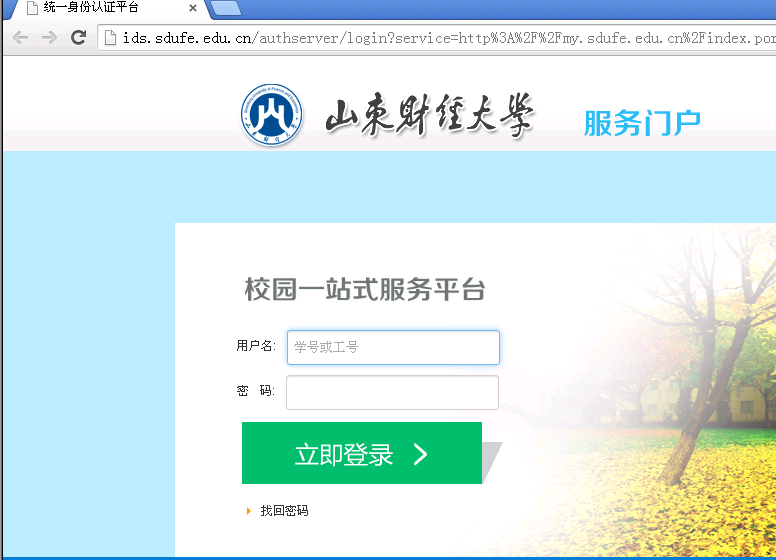 统一身份认证平台
ids.sdufe.edu.cn/authserver/login?service=http%3A%2F%2Fmy.sdufe.edu.cn%2Findex.por
山东财经大学
服务门户
校园一站式服务平台
用户名: 学号或工号
密 码:
立即登录
找回密码